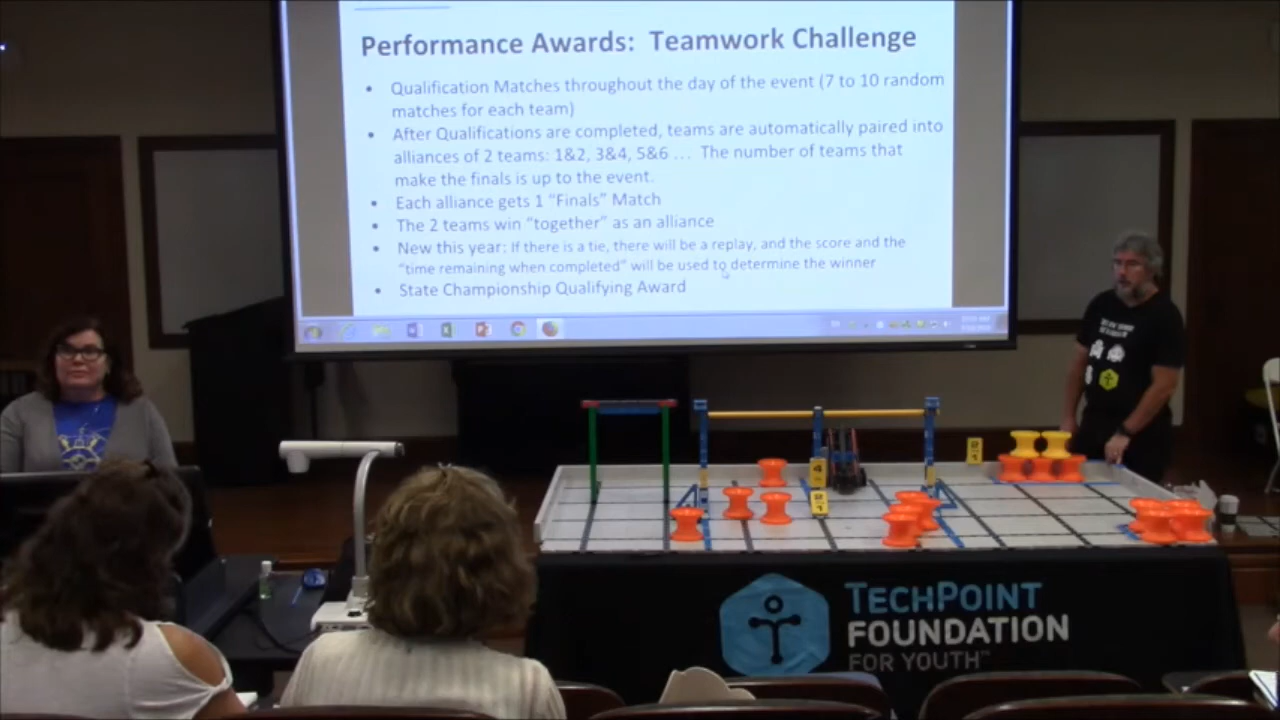 Performance Awards: Teamwork Challenge
• Qualification Matches throughout the day of the event (7 to 10 random
matches for each team)
• After Qualifications are completed, teams are automatically paired into
alliances of 2 teams: 1&2, 3&4, 5&6 … The number of teams that
make the finals is up to the event.
• Each alliance gets 1 “Finals” Match
• The 2 teams win “together” as an alliance
• New this year: If there is a tie, there will be a replay, and the score and the
“time remaining when completed” will be used to determine the winner
• State Championship Qualifying Award
TECHPOINT
FOUNDATION
FOR YOUTH™